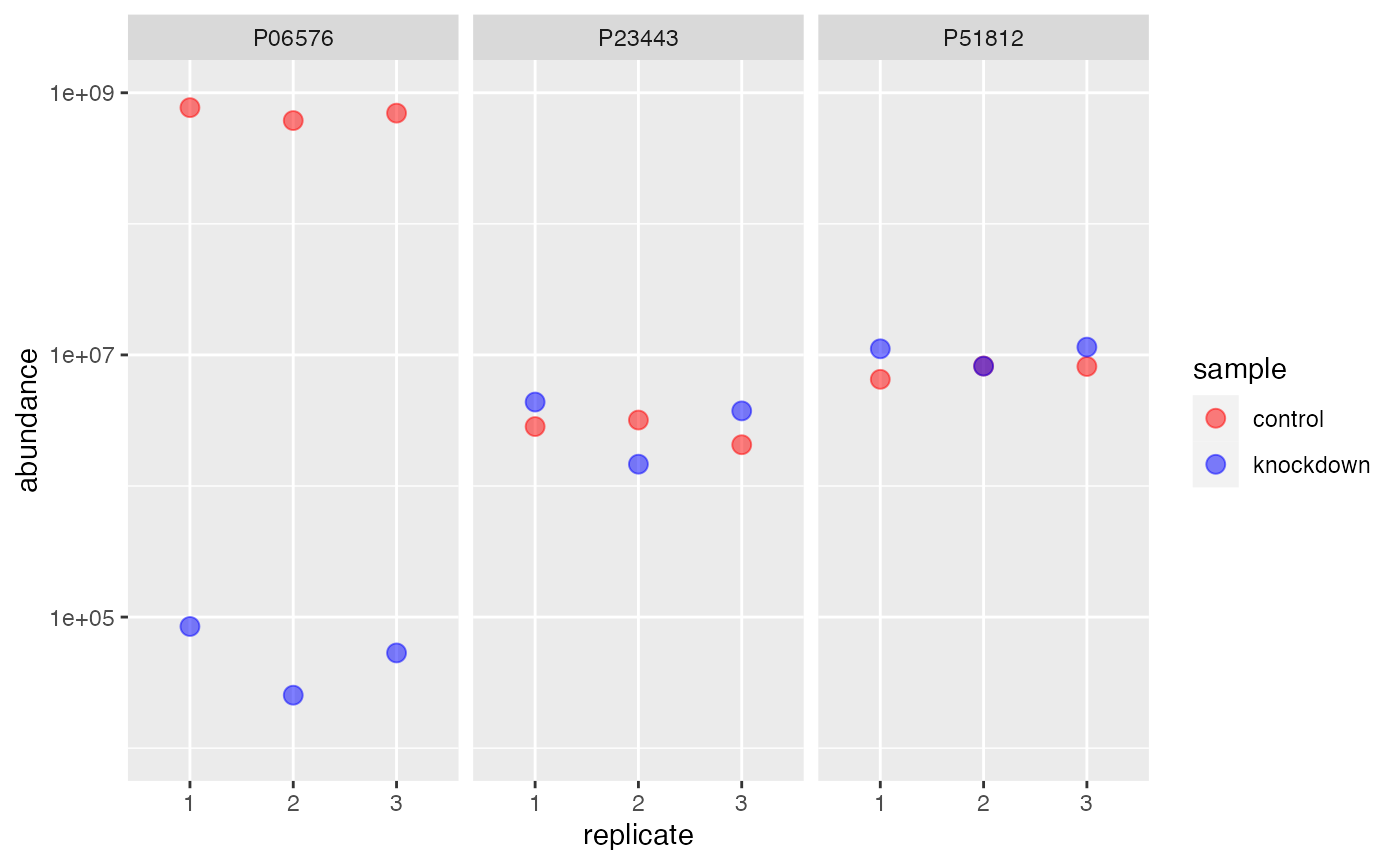 P06576 P23443 P51812
1e+09
1e+07
1e+05
abundance
1 2 3 1 2 3 1 2 3
replicate
sample
control
knockdown